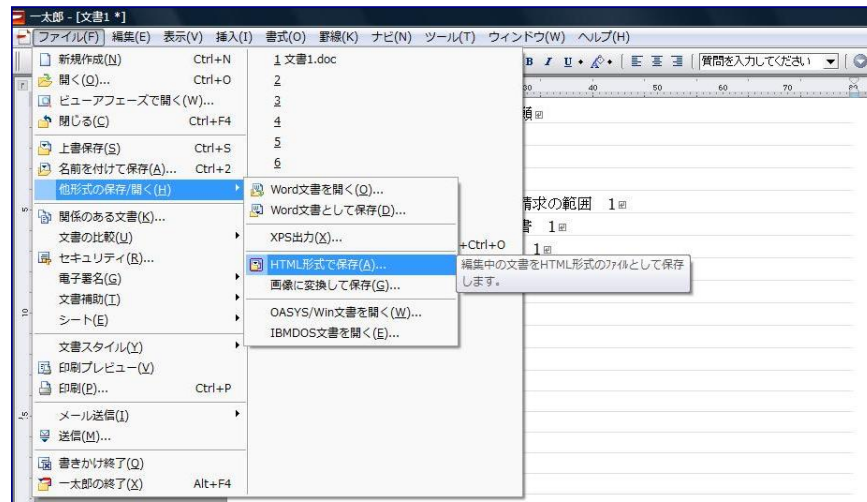 一太郎 - [文書1 *]
ファイル(F) 編集(E) 表示(V) 挿入(I) 書式(O) 罫線(K) ナビ(N) ツール(T) ウィンドウ(W) ヘルプ(H)
B I U 質問を入力してください
新規作成(N) Ctrl+N
開く(O)... Ctrl+O
ビューアフェーズで開く(W)...
閉じる(C) Ctrl+F4
上書保存(S) Ctrl+S
名前を付けて保存(A)... Ctrl+2
他形式の保存/開く(H)
関係のある文書(K)...
文書の比較(U)
セキュリティ(R)...
電子署名(G)
文書補助(T)
シート(E)
文書スタイル(Y)
印刷プレビュー(V)
印刷(P)... Ctrl+P
メール送信(I)
送信(M)...
書きかけ終了(Q)
一太郎の終了(X) Alt+F4
1 文書1.doc
2
3
4
5
6
+Ctrl+O
Word文書を開く(O)...
Word文書として保存(D)...
XPS出力(X)...
HTML形式で保存(A)...
画像に変換して保存(G)...
OASYS/Win文書を開く(W)...
IBMDOS文書を開く(E)...
編集中の文書をHTML形式のファイルとして保存
します。
30 40 50 60 70
請求の範囲 1
書 1
1
5